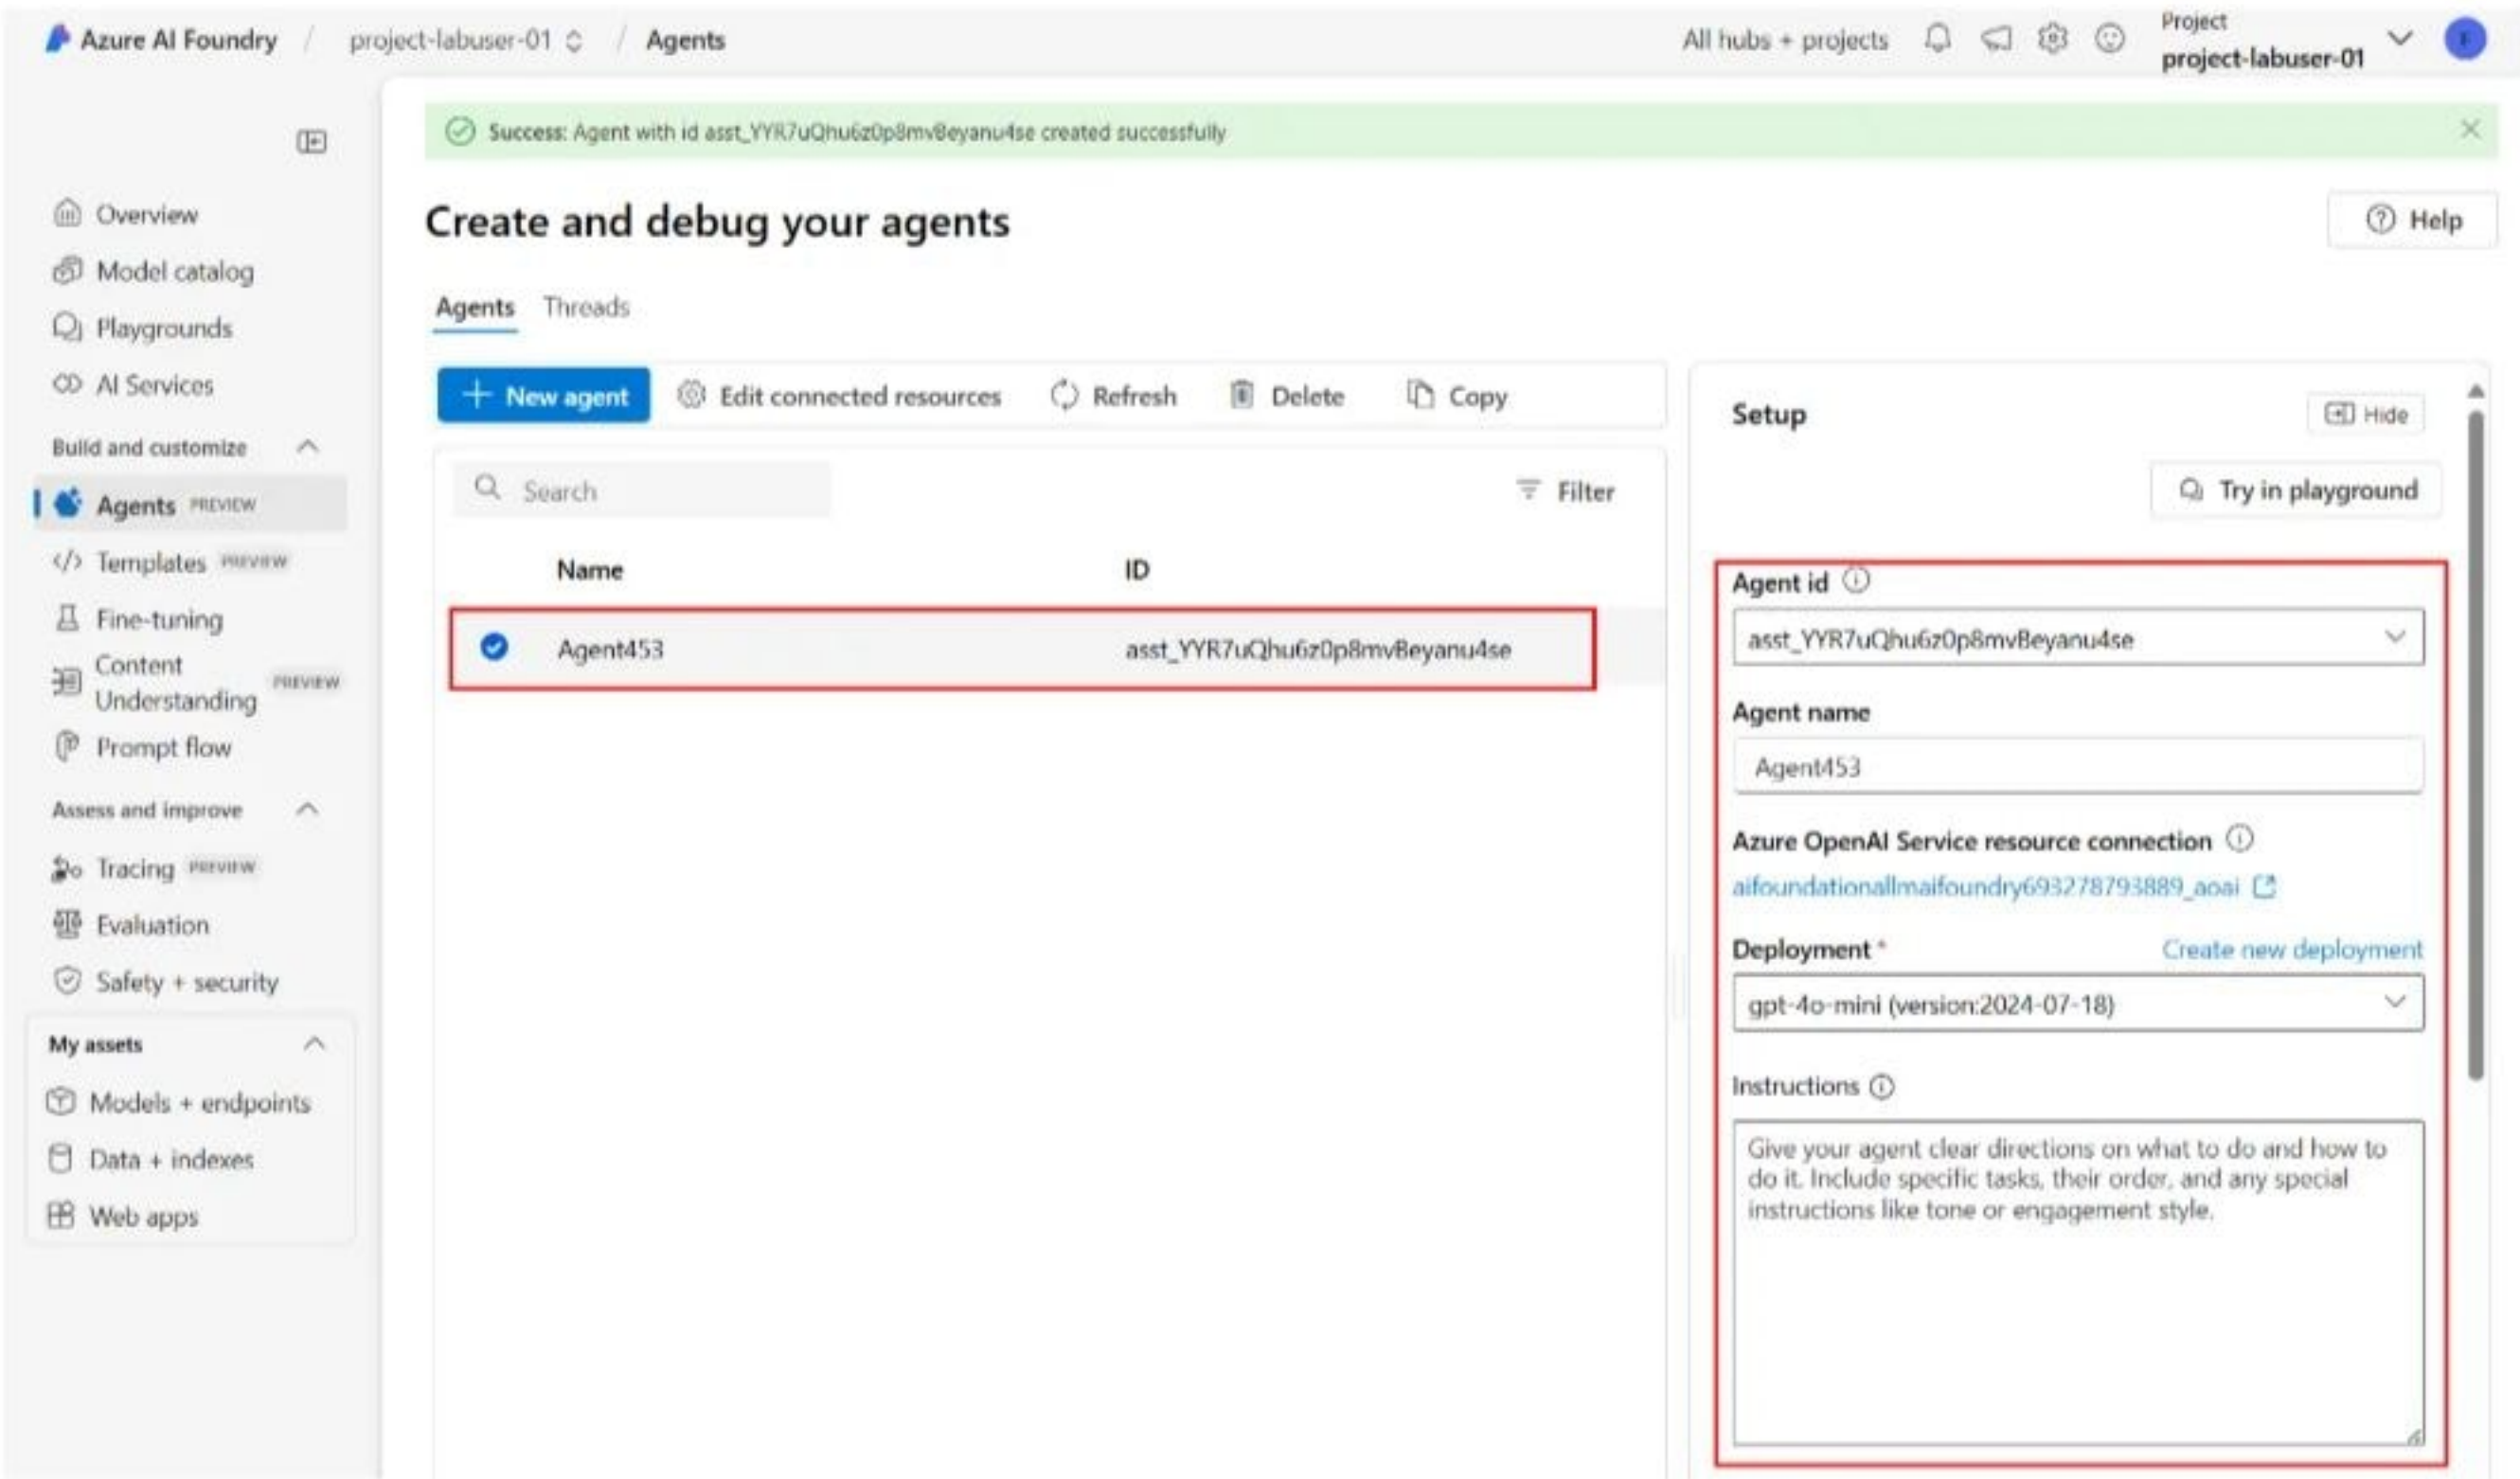 Azure AI Foundry / project-labuser-01 / Agents
All hubs + projects
Project
project-labuser-01
Success: Agent with id asst_YYR7uQhu6z0p8mvBeyanu4se created successfully
Overview
Model catalog
Playgrounds
AI Services
Build and customize
Agents PREVIEW
Templates PREVIEW
Fine-tuning
Content
Understanding PREVIEW
Prompt flow
Assess and improve
Tracing PREVIEW
Evaluation
Safety + security
My assets
Models + endpoints
Data + indexes
Web apps
Create and debug your agents
Help
Agents Threads
New agent Edit connected resources Refresh Delete Copy
Search Filter
Name ID
Agent453 asst_YYR7uQhu6z0p8mvBeyanu4se
Setup Hide
Try in playground
Agent id
asst_YYR7uQhu6z0p8mvBeyanu4se
Agent name
Agent453
Azure OpenAI Service resource connection
aifoundationallmaifoundry693278793889_aoai
Deployment * Create new deployment
gpt-4o-mini (version:2024-07-18)
Instructions
Give your agent clear directions on what to do and how to
do it. Include specific tasks, their order, and any special
instructions like tone or engagement style.